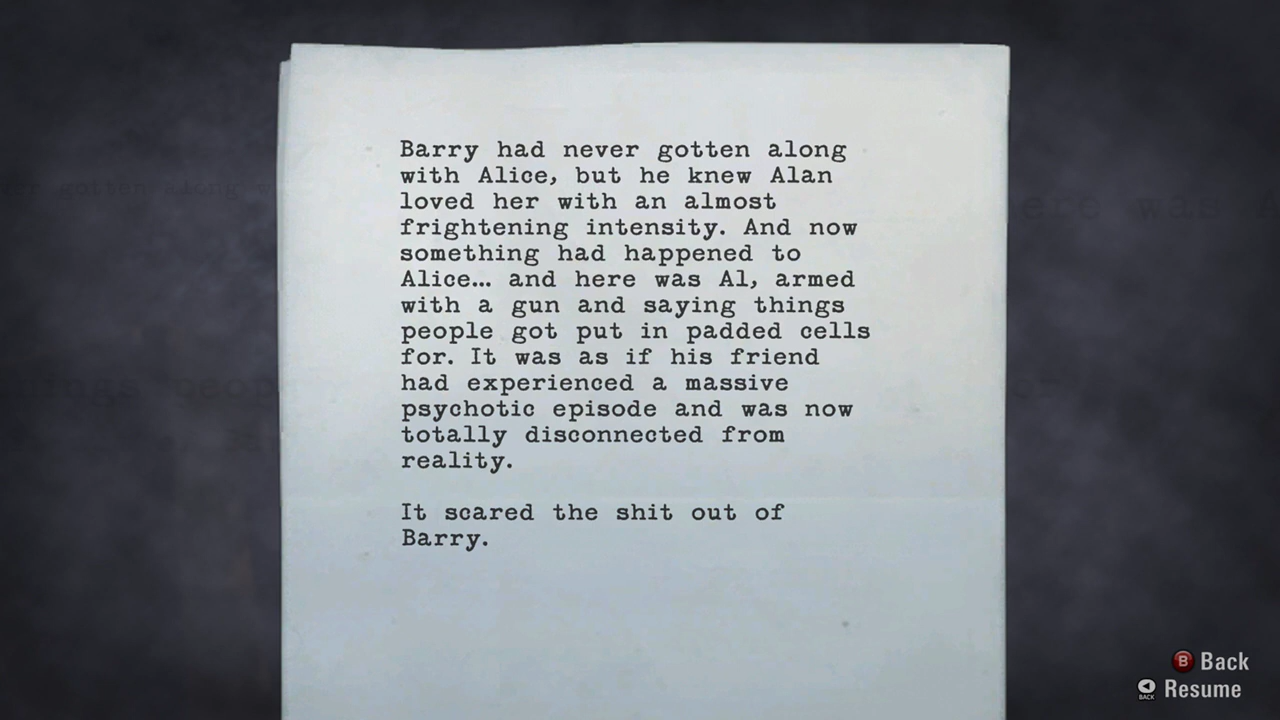 Barry had never gotten along
with Alice, but he knew Alan
loved her with an almost
frightening intensity. And now
something had happened to
Alice... and here was Al, armed
with a gun and saying things
people got put in padded cells
for. It was as if his friend
had experienced a massive
psychotic episode and was now
totally disconnected from
reality.
It scared the shit out of
Barry.
B Back
BACK Resume